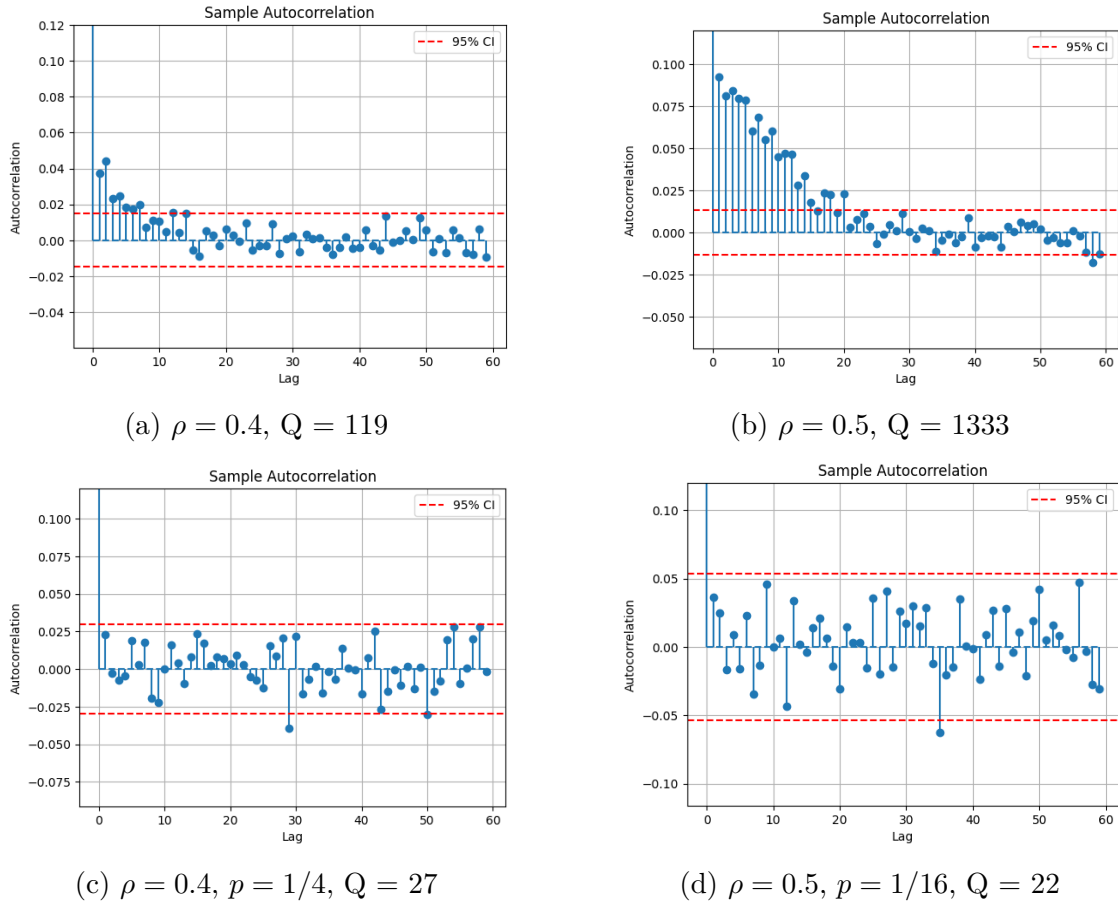 Sample Autocorrelation
95% CI
0.12
0.10
0.08
0.06
0.04
0.02
0.00
−0.02
−0.04
Autocorrelation
0 10 20 30 40 50 60
Lag
(a) ρ = 0.4, Q = 119
Sample Autocorrelation
95% CI
0.100
0.075
0.050
0.025
0.000
−0.025
−0.050
Autocorrelation
0 10 20 30 40 50 60
Lag
(b) ρ = 0.5, Q = 1333
Sample Autocorrelation
95% CI
0.100
0.075
0.050
0.025
0.000
−0.025
−0.050
−0.075
Autocorrelation
0 10 20 30 40 50 60
Lag
(c) ρ = 0.4, p = 1/4, Q = 27
Sample Autocorrelation
95% CI
0.10
0.05
0.00
−0.05
−0.10
Autocorrelation
0 10 20 30 40 50 60
Lag
(d) ρ = 0.5, p = 1/16, Q = 22